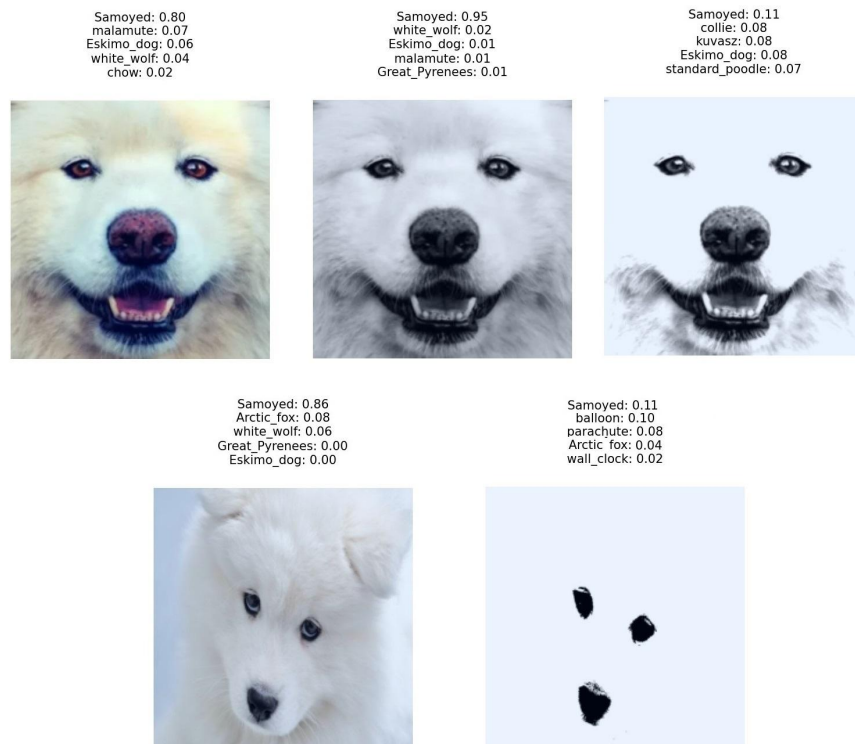 Samoyed: 0.80
malamute: 0.07
Eskimo_dog: 0.06
white_wolf: 0.04
chow: 0.02
Samoyed: 0.95
white_wolf: 0.02
Eskimo_dog: 0.01
malamute: 0.01
Great_Pyrenees: 0.01
Samoyed: 0.11
collie: 0.08
kuvasz: 0.08
Eskimo_dog: 0.08
standard_poodle: 0.07
Samoyed: 0.86
Arctic_fox: 0.08
white_wolf: 0.06
Great_Pyrenees: 0.00
Eskimo_dog: 0.00
Samoyed: 0.11
balloon: 0.10
parachute: 0.08
Arctic_fox: 0.04
wall_clock: 0.02